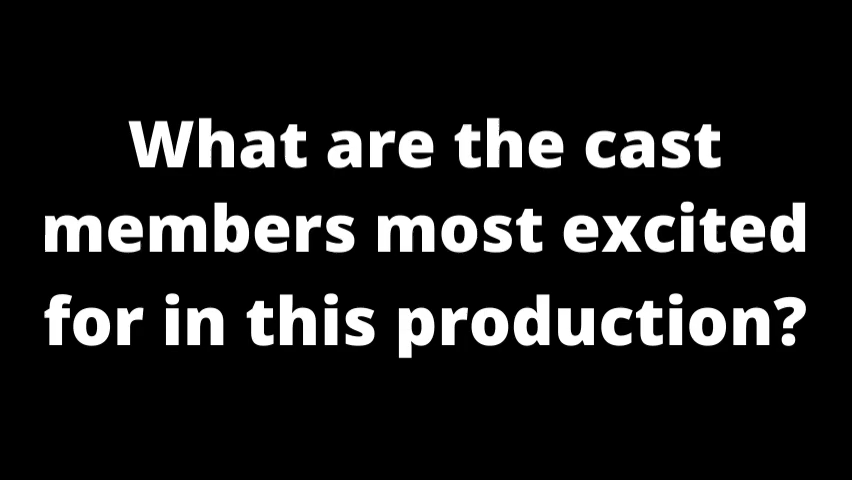 What are the cast
members most excited
for in this production?